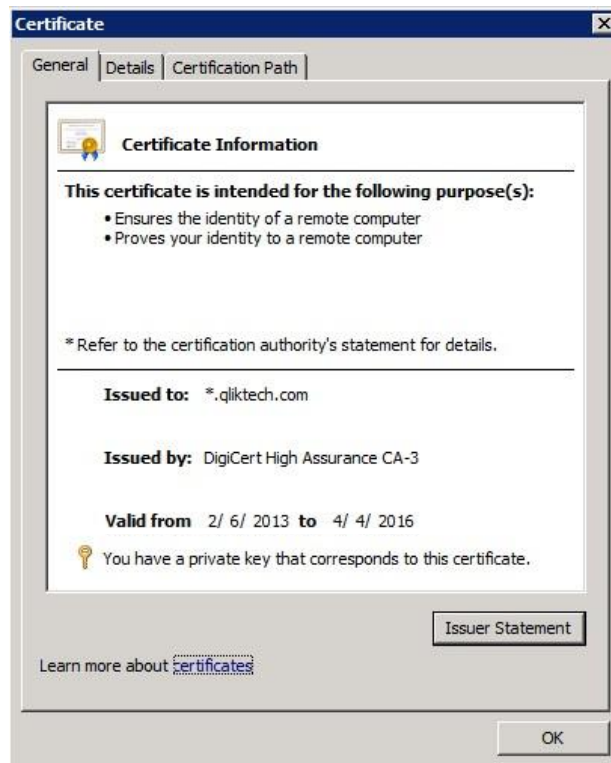 Certificate
General Details Certification Path
Certificate Information
This certificate is intended for the following purpose(s):
• Ensures the identity of a remote computer
• Proves your identity to a remote computer
* Refer to the certification authority's statement for details.
Issued to: *.qliktech.com
Issued by: DigiCert High Assurance CA-3
Valid from 2/ 6/ 2013 to 4/ 4/ 2016
You have a private key that corresponds to this certificate.
Issuer Statement
Learn more about certificates
OK